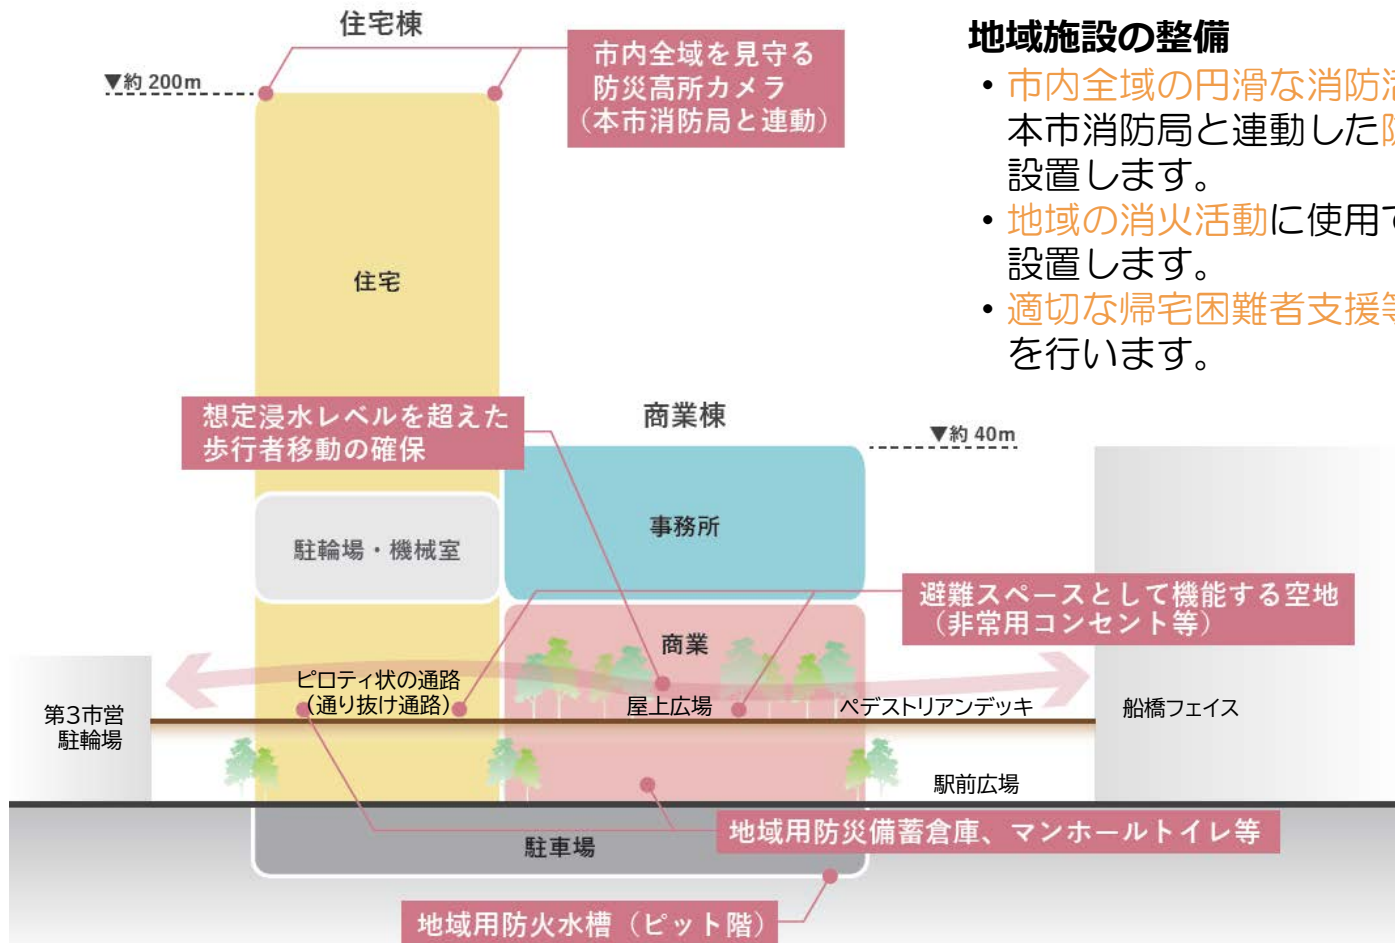 住宅棟
▼約 200m
市内全域を見守る
防災高所カメラ
（本市消防局と連動）
地域施設の整備
• 市内全域の円滑な消防活
本市消防局と連動した
設置します。
• 地域の消火活動に使用で
設置します。
• 適切な帰宅困難者支援等
を行います。
住宅
想定浸水レベルを超えた
歩行者移動の確保
商業棟
▼約 40m
駐輪場・機械室
事務所
避難スペースとして機能する空地
（非常用コンセント等）
商業
ピロティ状の通路
（通り抜け通路）
屋上広場
ペデストリアンデッキ
第3市営
駐輪場
船橋フェイス
駅前広場
地域用防災備蓄倉庫、マンホールトイレ等
駐車場
地域用防火水槽（ピット階）